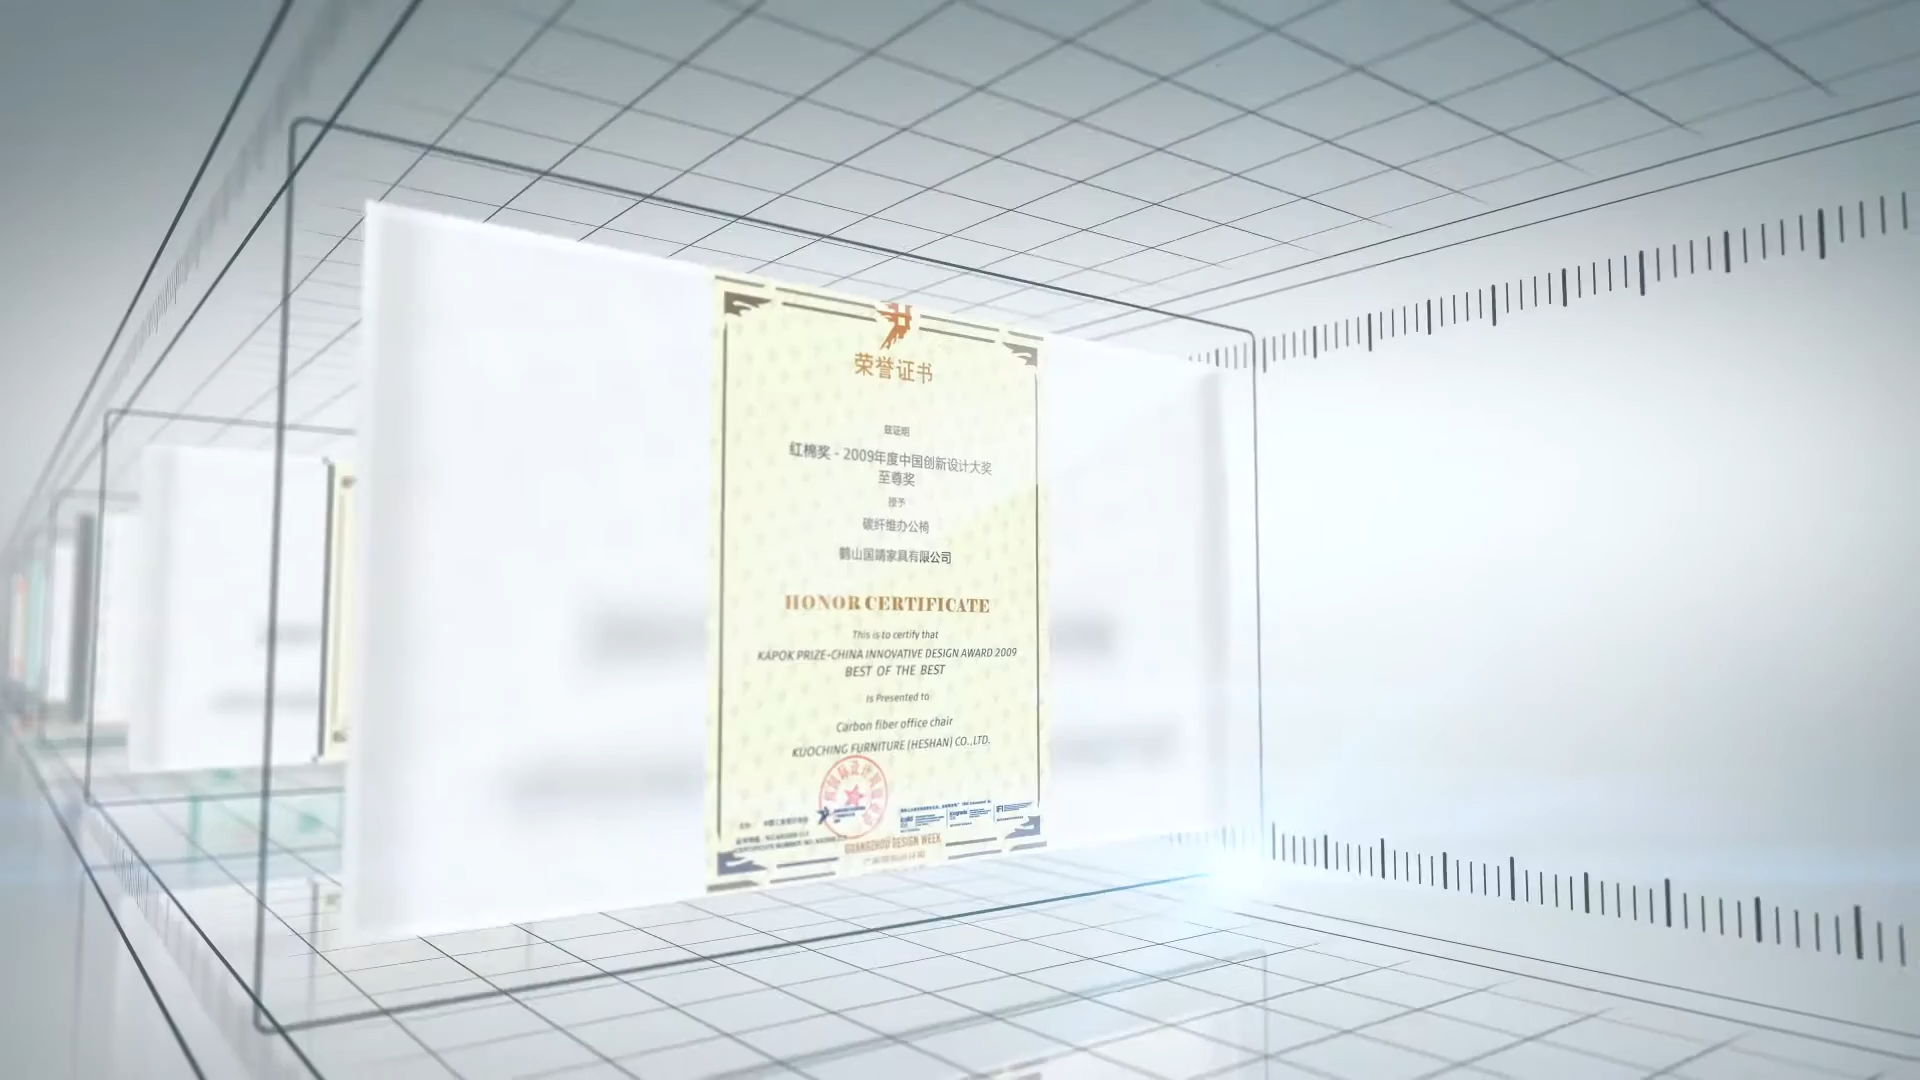 荣誉证书
兹证明
红棉奖 - 2009年度中国创新设计大奖
至尊奖
授予
碳纤维办公椅
鹤山国靖家具有限公司
HONOR CERTIFICATE
This is to certify that
KAPOK PRIZE-CHINA INNOVATIVE DESIGN AWARD 2009
BEST OF THE BEST
Is Presented to
Carbon fiber office chair
KUOCHING FURNITURE (HESHAN) CO.,LTD.
GUANGZHOU DESIGN WEEK